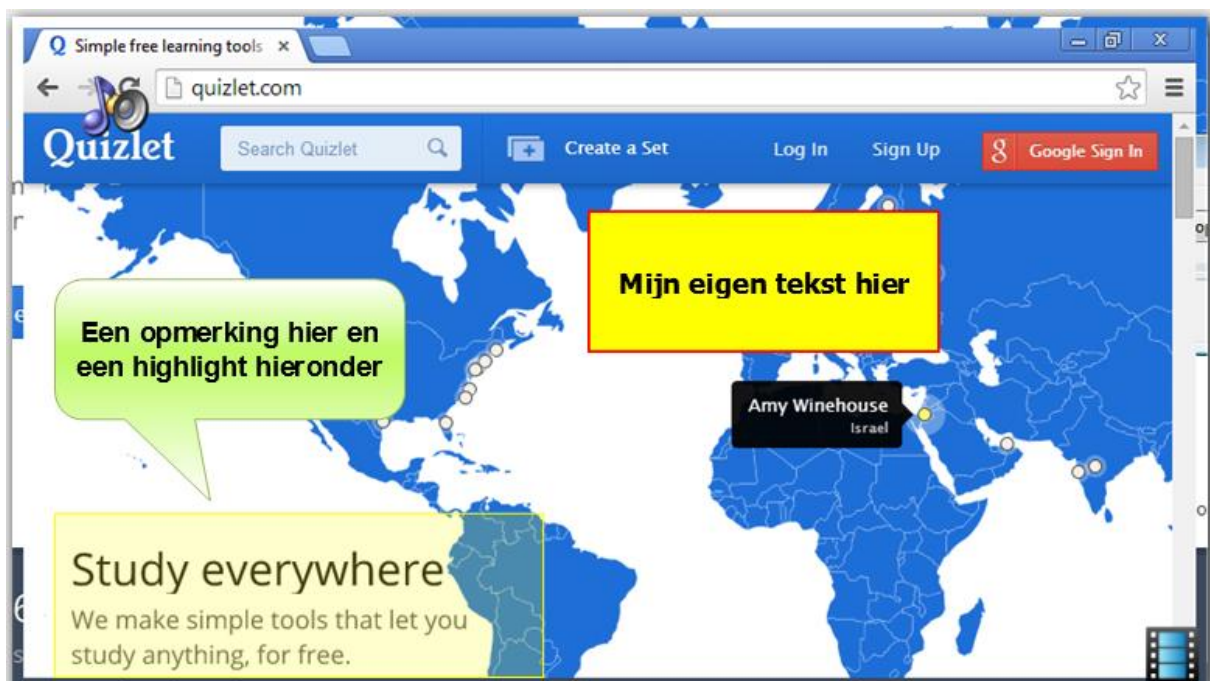 Simple free learning tools
quizlet.com
Quizlet
Search Quizlet
Create a Set
Log In
Sign Up
8 Google Sign In
Mijn eigen tekst hier
Een opmerking hier en
een highlight hieronder
Amy Winehouse
Israel
Study everywhere
We make simple tools that let you
study anything, for free.